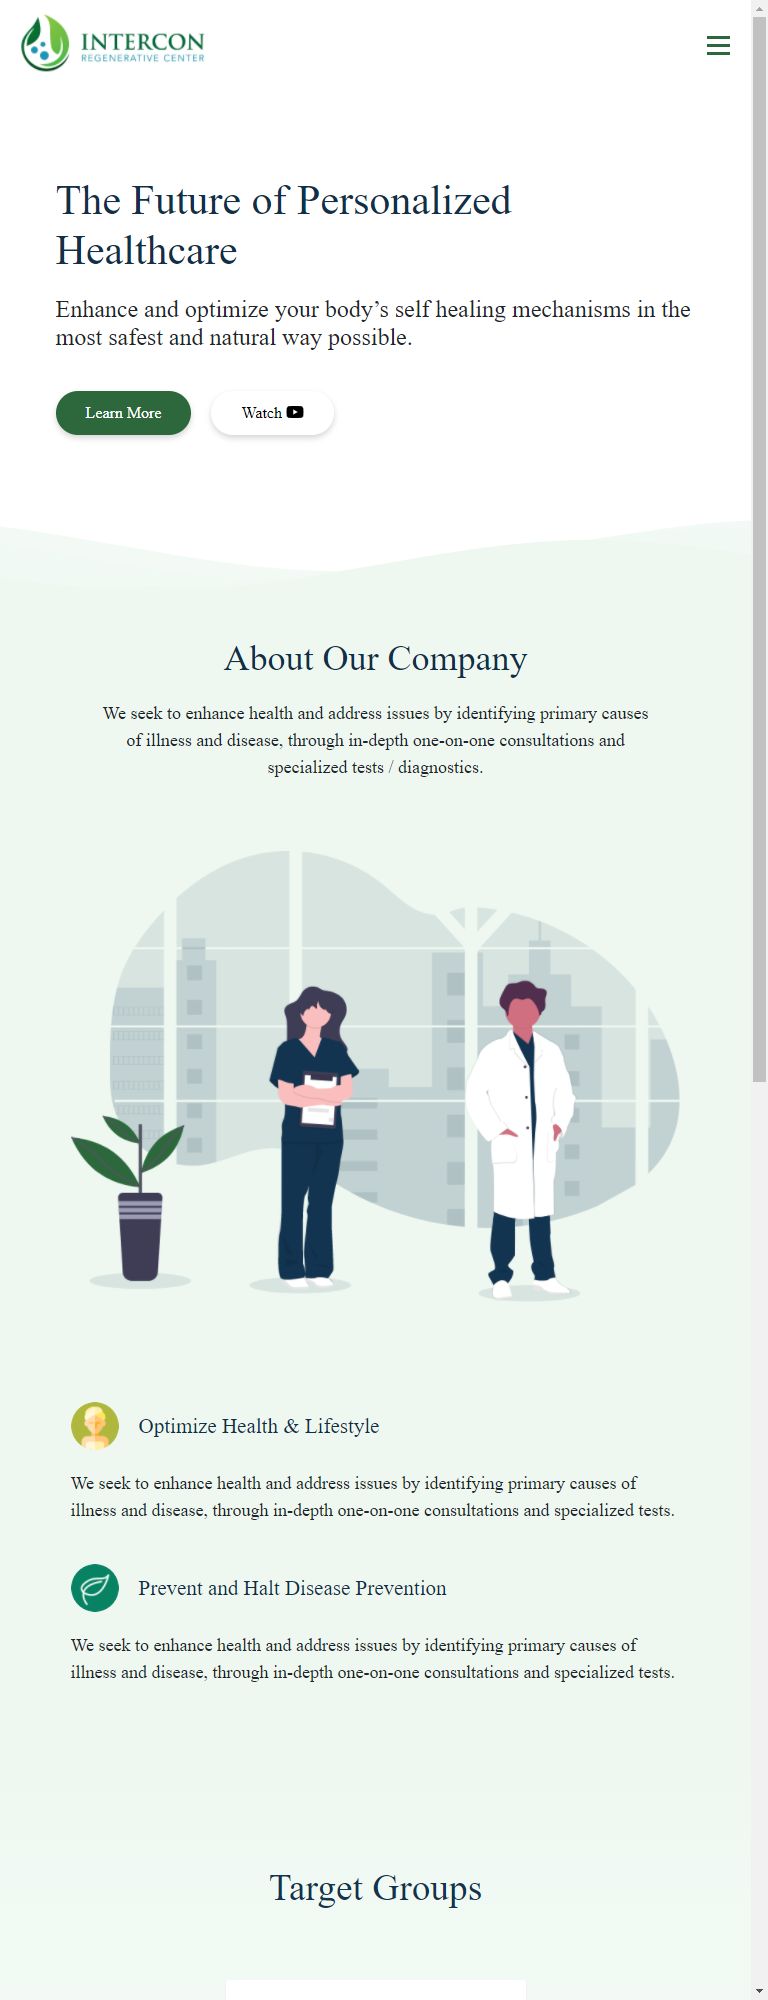 INTERCON
REGENERATIVE CENTER
The Future of Personalized
Healthcare
Enhance and optimize your body’s self healing mechanisms in the
most safest and natural way possible.
Learn More
Watch
About Our Company
We seek to enhance health and address issues by identifying primary causes
of illness and disease, through in-depth one-on-one consultations and
specialized tests / diagnostics.
Optimize Health & Lifestyle
We seek to enhance health and address issues by identifying primary causes of
illness and disease, through in-depth one-on-one consultations and specialized tests.
Prevent and Halt Disease Prevention
We seek to enhance health and address issues by identifying primary causes of
illness and disease, through in-depth one-on-one consultations and specialized tests.
Target Groups